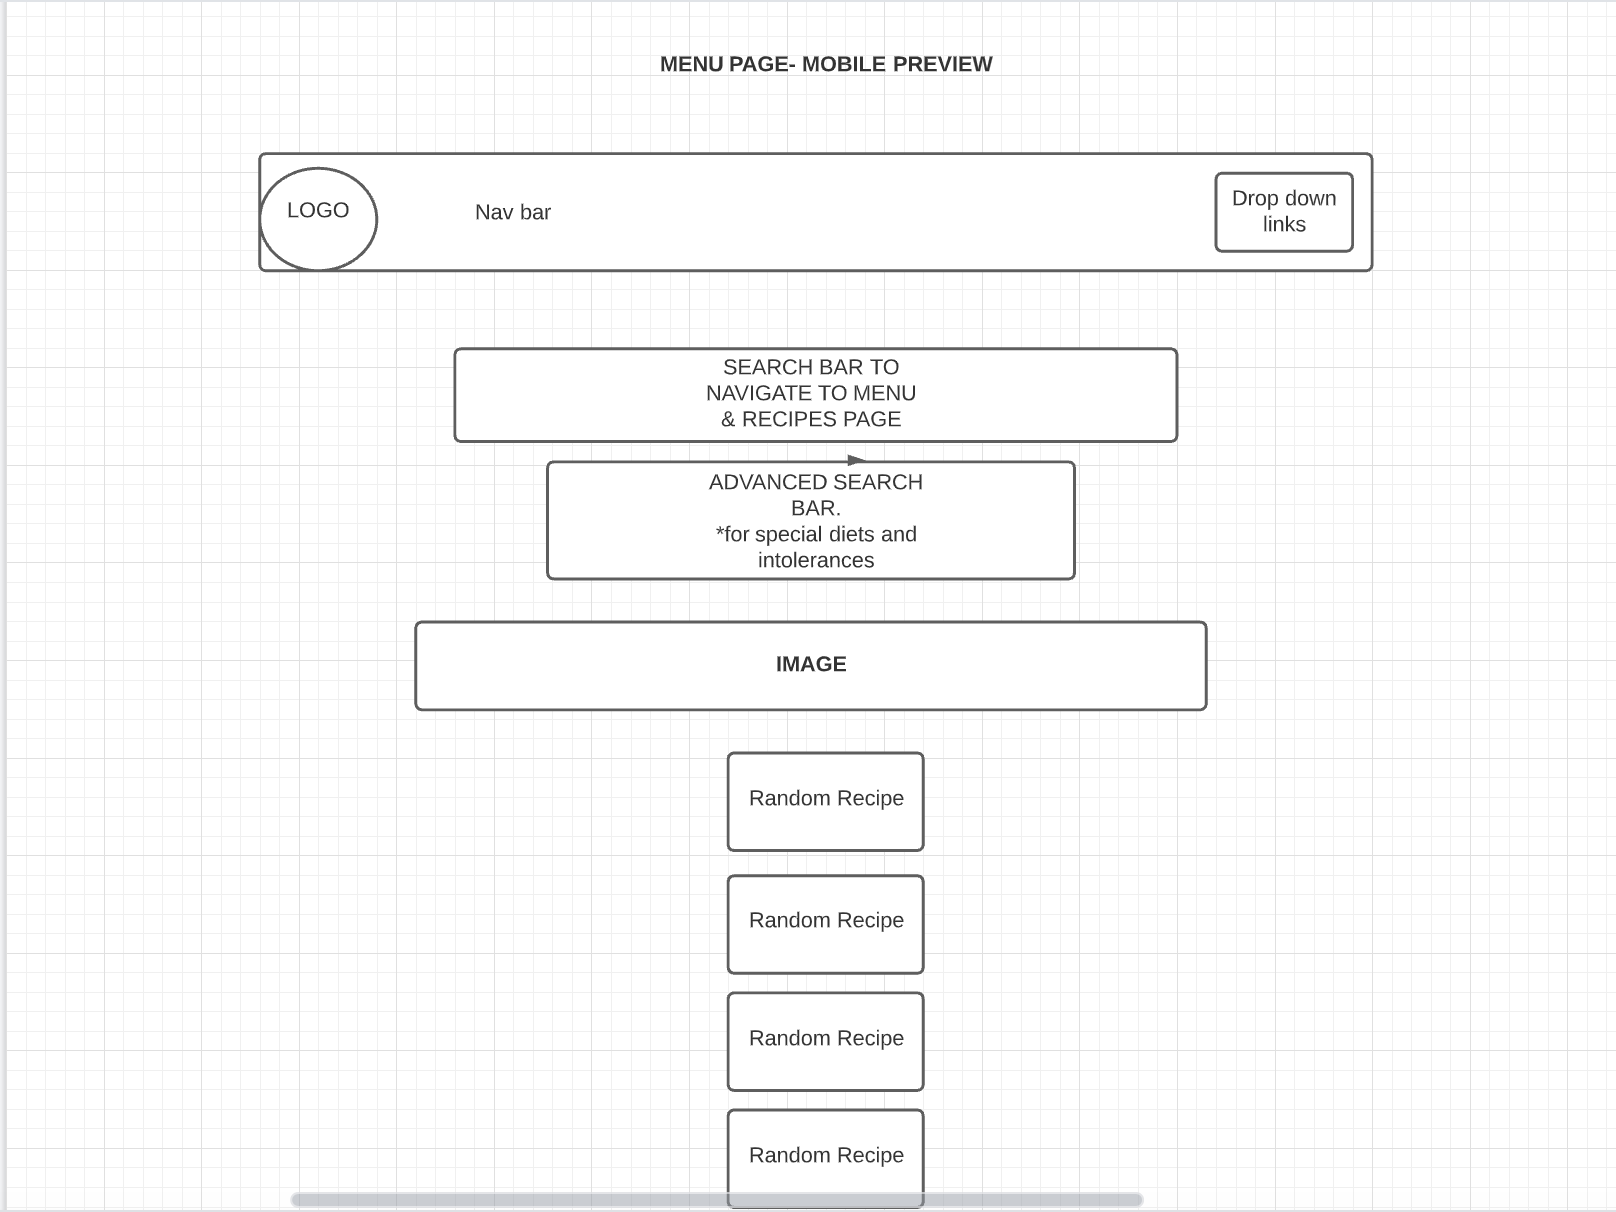 MENU PAGE- MOBILE PREVIEW
LOGO
Nav bar
Drop down
links
SEARCH BAR TO
NAVIGATE TO MENU
& RECIPES PAGE
ADVANCED SEARCH
BAR.
*for special diets and
intolerances
IMAGE
Random Recipe
Random Recipe
Random Recipe
Random Recipe